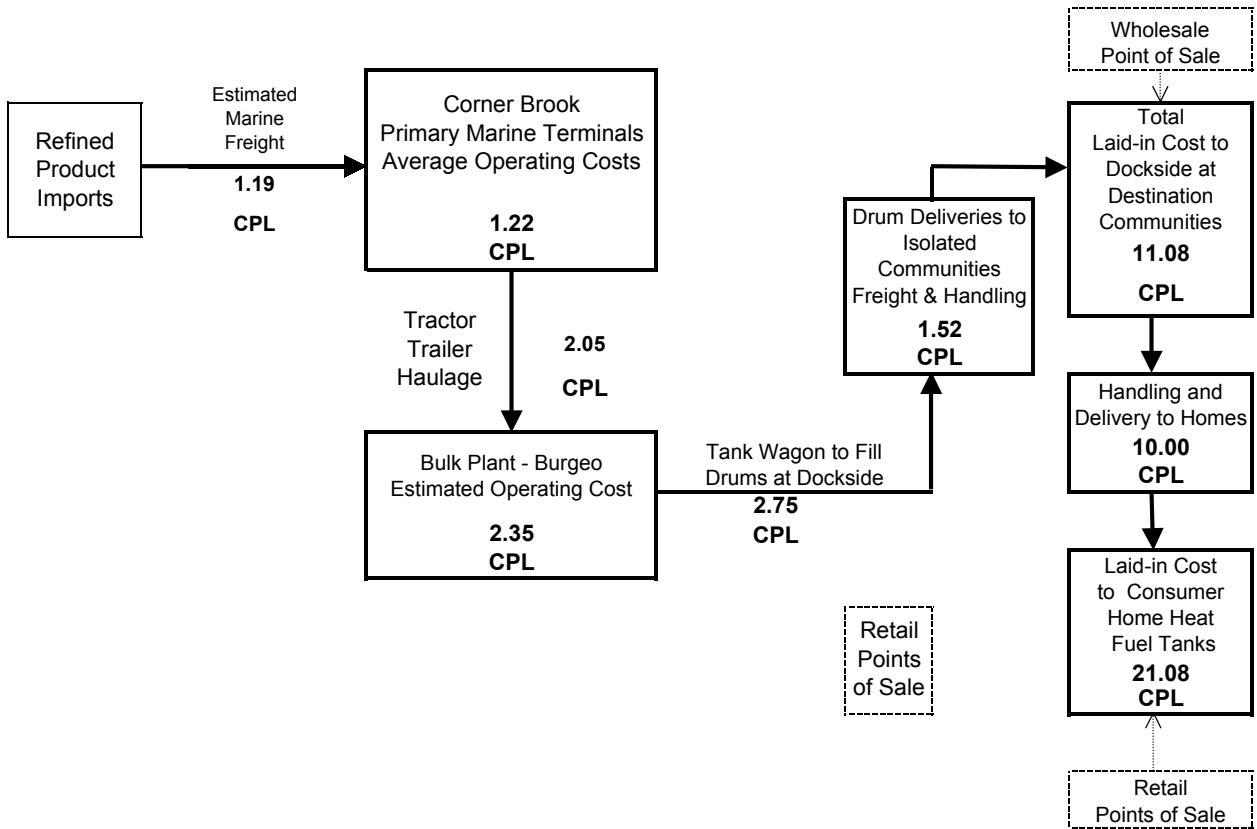 Refined
Product
Imports
Estimated
Marine
Freight
1.19
CPL
Corner Brook
Primary Marine Terminals
Average Operating Costs
1.22
CPL
Tractor
Trailer
Haulage
2.05
CPL
Bulk Plant - Burgeo
Estimated Operating Cost
2.35
CPL
Tank Wagon to Fill
Drums at Dockside
2.75
CPL
Drum Deliveries to
Isolated
Communities
Freight & Handling
1.52
CPL
Wholesale
Point of Sale
Total
Laid-in Cost to
Dockside at
Destination
Communities
11.08
CPL
Handling and
Delivery to Homes
10.00
CPL
Laid-in Cost
to Consumer
Home Heat
Fuel Tanks
21.08
CPL
Retail
Points
of Sale
Retail
Points of Sale